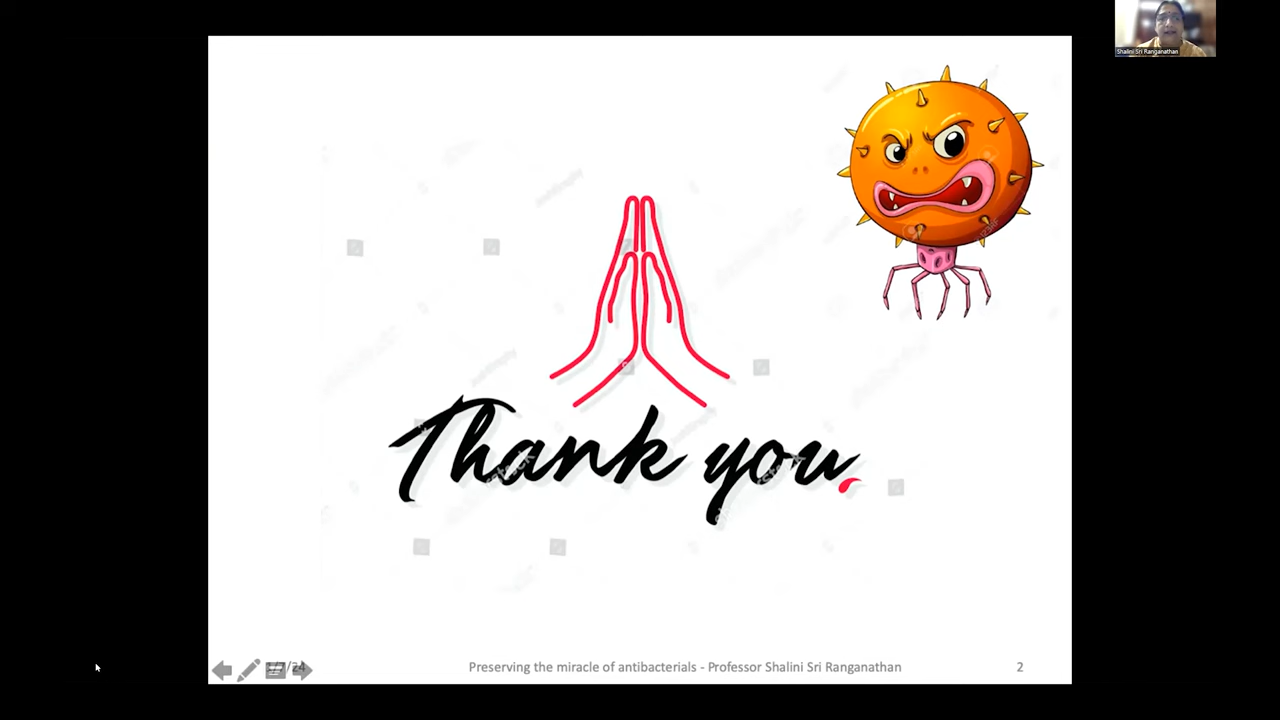 Shalini Sri Ranganathan
Thank you
Preserving the miracle of antibacterials - Professor Shalini Sri Ranganathan
2